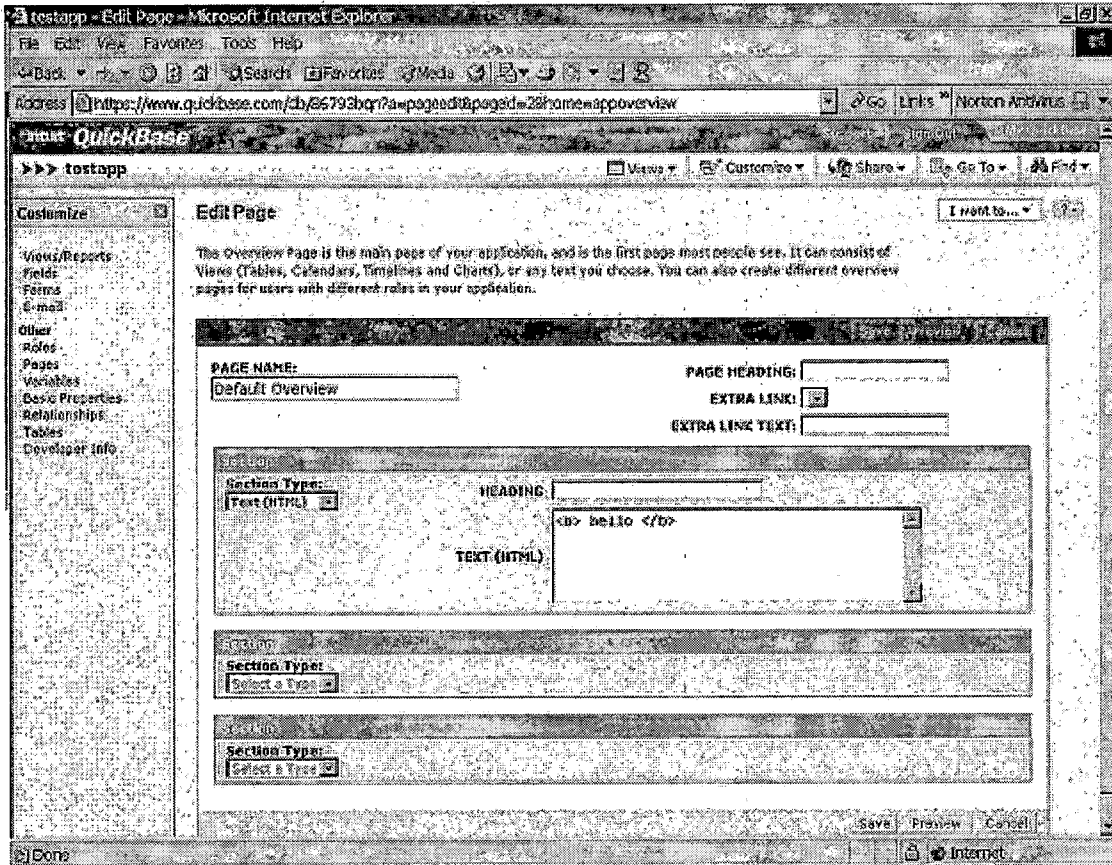 testapp - Edit Page - Microsoft Internet Explorer
File Edit View Favorites Tools Help
Back Search Favorites Media
Address https://www.quickbase.com/db/ Go Links » Norton AntiVirus
Intuit QuickBase
>>> testapp Views Customize Share Go To Find
Customize
Views/Reports
Fields
Forms
E-mail
Other
Roles
Pages
Variables
Basic Properties
Relationships
Tables
Developer Info
Edit Page
I want to...
The Overview Page is the main page of your application, and is the first page most people see. It can consist of
Views (Tables, Calendars, Timelines and Charts), or any text you choose. You can also create different overview
pages for users with different roles in your application.
Save Preview Cancel
PAGE NAME:
Default Overview
PAGE HEADING:
EXTRA LINK:
EXTRA LINK TEXT:
Section
Section Type:
Text (HTML)
HEADING
TEXT (HTML)
<b> hello </b>
Section
Section Type:
Select a Type
Section
Section Type:
Select a Type
Save Preview Cancel
Done Internet